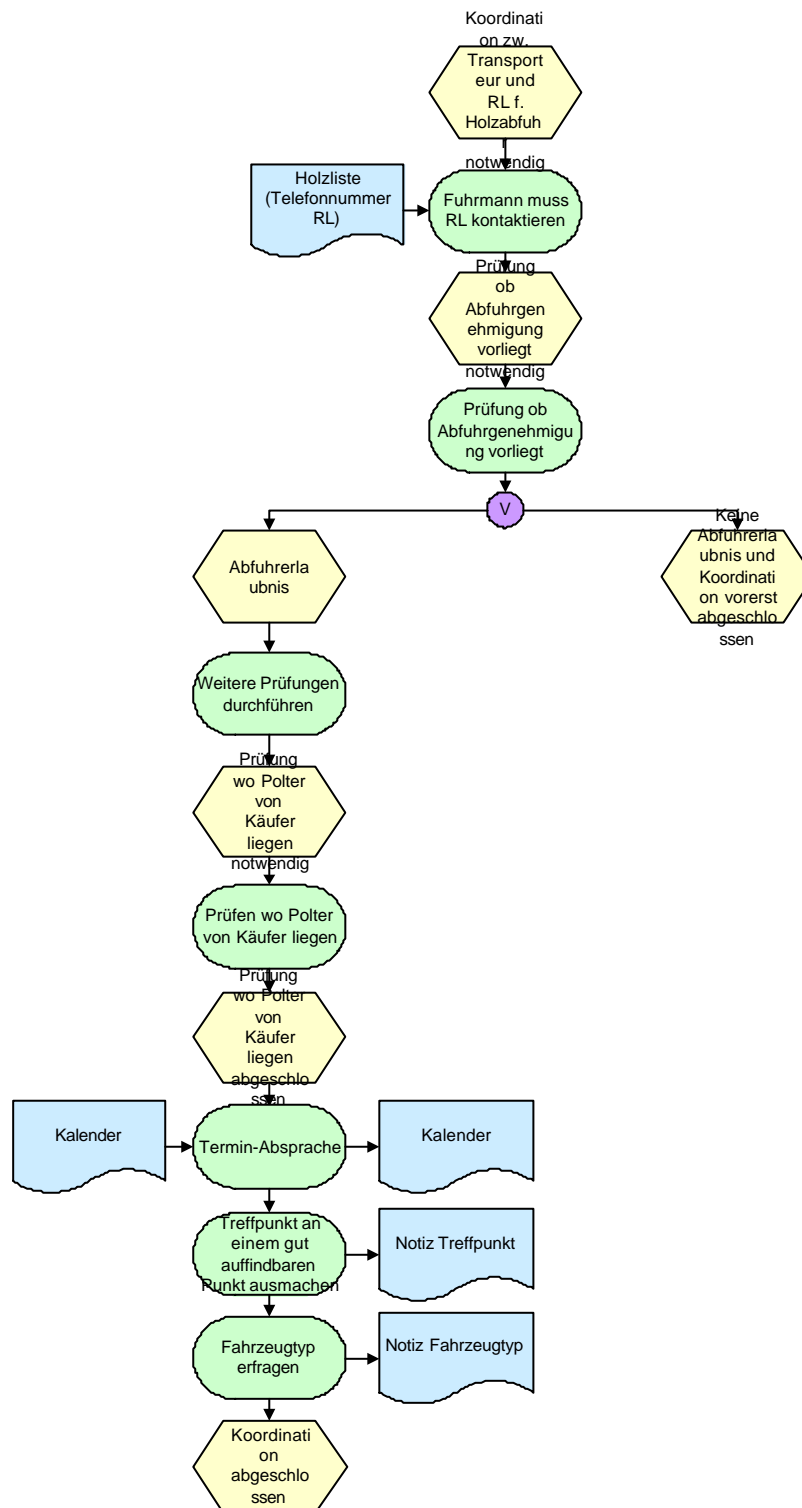 Koordinati
on zw.
Transport
eur und
RL f.
Holzabfuh
r
notwendig
Holzliste
(Telefonnummer
RL)
Fuhrmann muss
RL kontaktieren
Prüfung
ob
Abfuhrgen
ehmigung
vorliegt
notwendig
Prüfung ob
Abfuhrgenehmigu
ng vorliegt
V
Abfuhrerla
ubnis
Keine
Abfuhrerla
ubnis und
Koordinati
on vorerst
abgeschlo
ssen
Weitere Prüfungen
durchführen
Prüfung
wo Polter
von
Käufer
liegen
notwendig
Prüfen wo Polter
von Käufer liegen
Prüfung
wo Polter
von
Käufer
liegen
abgeschlo
ssen
Kalender
Termin-Absprache
Kalender
Treffpunkt an
einem gut
auffindbaren
Punkt ausmachen
Notiz Treffpunkt
Fahrzeugtyp
erfragen
Notiz Fahrzeugtyp
Koordinati
on
abgeschlo
ssen